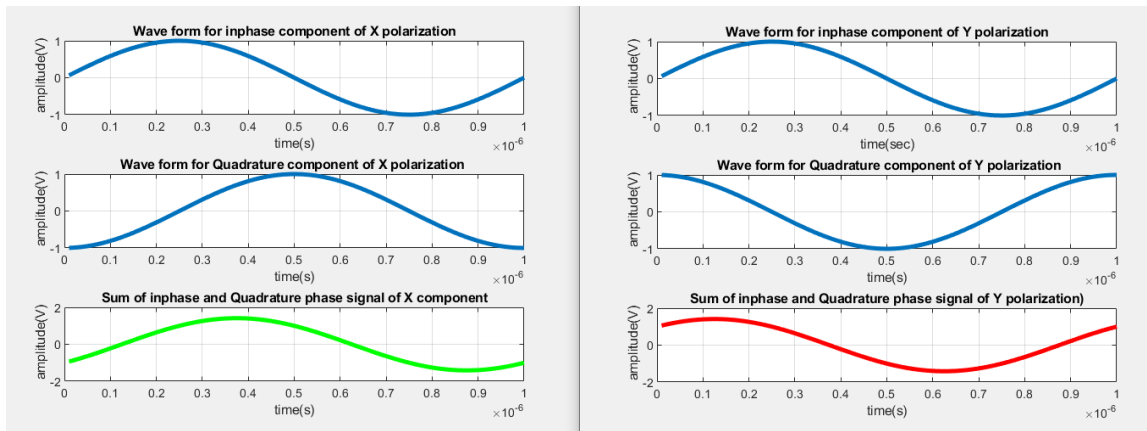 Wave form for inphase component of X polarization
amplitude(V)
1
0
-1
0 0.1 0.2 0.3 0.4 0.5 0.6 0.7 0.8 0.9 1
time(s)
×10⁻⁶
Wave form for Quadrature component of X polarization
amplitude(V)
1
0
-1
0 0.1 0.2 0.3 0.4 0.5 0.6 0.7 0.8 0.9 1
time(s)
×10⁻⁶
Sum of inphase and Quadrature phase signal of X component
amplitude(V)
2
0
-2
0 0.1 0.2 0.3 0.4 0.5 0.6 0.7 0.8 0.9 1
time(s)
×10⁻⁶
Wave form for inphase component of Y polarization
amplitude(V)
1
0
-1
0 0.1 0.2 0.3 0.4 0.5 0.6 0.7 0.8 0.9 1
time(sec)
×10⁻⁶
Wave form for Quadrature component of Y polarization
amplitude(V)
1
0
-1
0 0.1 0.2 0.3 0.4 0.5 0.6 0.7 0.8 0.9 1
time(s)
×10⁻⁶
Sum of inphase and Quadrature phase signal of Y polarization)
amplitude(V)
2
0
-2
0 0.1 0.2 0.3 0.4 0.5 0.6 0.7 0.8 0.9 1
time(s)
×10⁻⁶